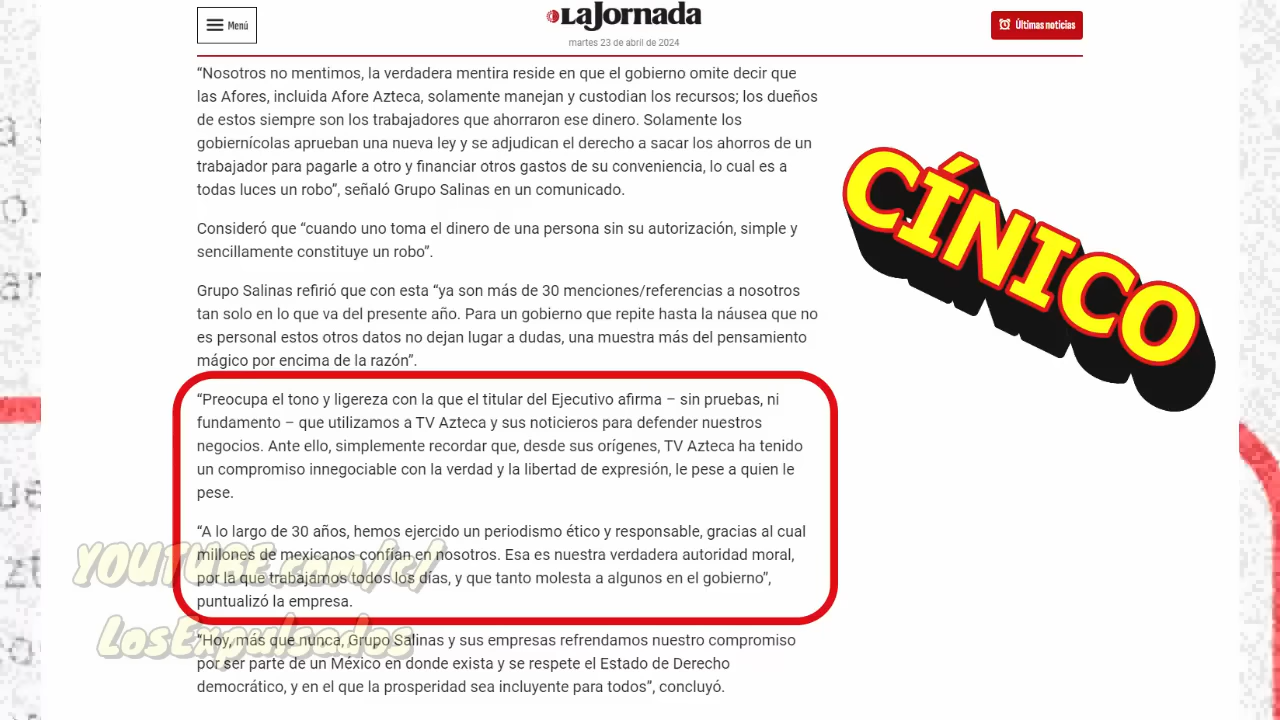 Menú
LaJornada
martes 23 de abril de 2024
Últimas noticias
“Nosotros no mentimos, la verdadera mentira reside en que el gobierno omite decir que
las Afores, incluida Afore Azteca, solamente manejan y custodian los recursos; los dueños
de estos siempre son los trabajadores que ahorraron ese dinero. Solamente los
gobiernícolas aprueban una nueva ley y se adjudican el derecho a sacar los ahorros de un
trabajador para pagarle a otro y financiar otros gastos de su conveniencia, lo cual es a
todas luces un robo”, señaló Grupo Salinas en un comunicado.
Consideró que “cuando uno toma el dinero de una persona sin su autorización, simple y
sencillamente constituye un robo”.
Grupo Salinas refirió que con esta “ya son más de 30 menciones/referencias a nosotros
tan solo en lo que va del presente año. Para un gobierno que repite hasta la náusea que no
es personal estos otros datos no dejan lugar a dudas, una muestra más del pensamiento
mágico por encima de la razón”.
“Preocupa el tono y ligereza con la que el titular del Ejecutivo afirma – sin pruebas, ni
fundamento – que utilizamos a TV Azteca y sus noticieros para defender nuestros
negocios. Ante ello, simplemente recordar que, desde sus orígenes, TV Azteca ha tenido
un compromiso innegociable con la verdad y la libertad de expresión, le pese a quien le
pese.
“A lo largo de 30 años, hemos ejercido un periodismo ético y responsable, gracias al cual
millones de mexicanos confían en nosotros. Esa es nuestra verdadera autoridad moral,
por la que trabajamos todos los días, y que tanto molesta a algunos en el gobierno”,
puntualizó la empresa.
“Hoy, más que nunca, Grupo Salinas y sus empresas refrendamos nuestro compromiso
por ser parte de un México en donde exista y se respete el Estado de Derecho
democrático, y en el que la prosperidad sea incluyente para todos”, concluyó.
CÍNICO
YOUTUBE.com/c/
LosExpulsados